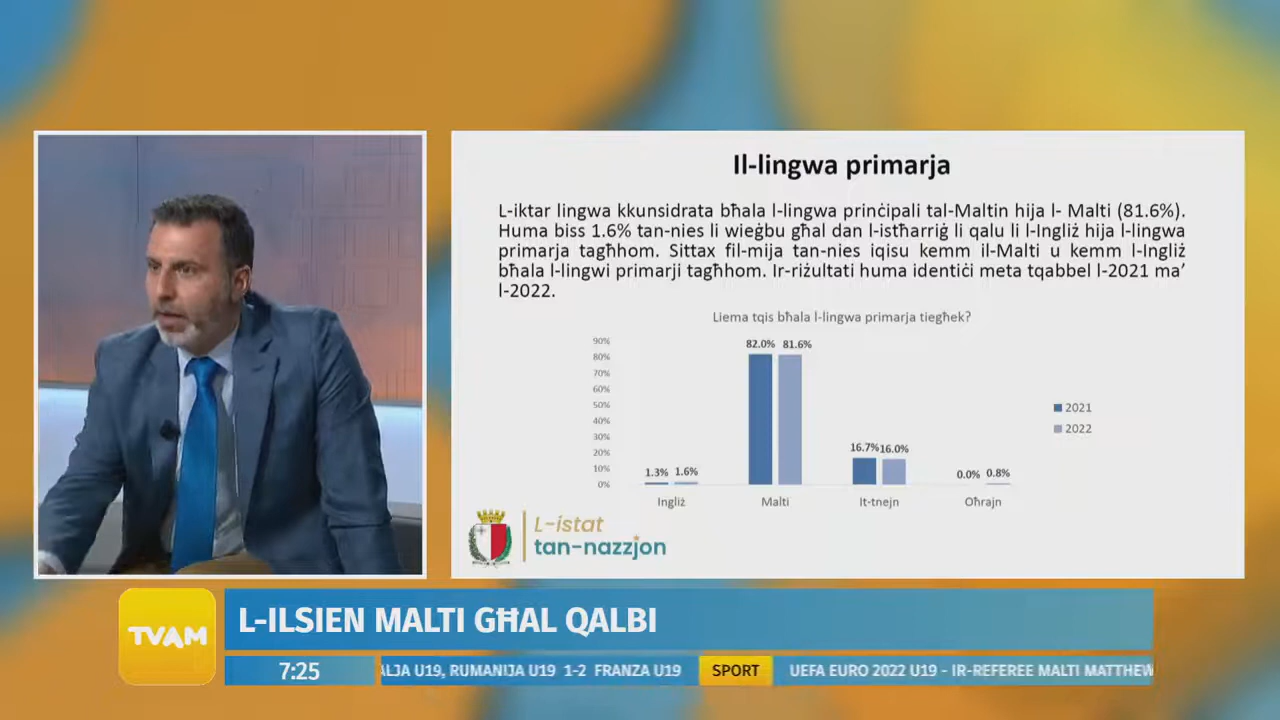 Il-lingwa primarja
L-iktar lingwa kkunsidrata bħala l-lingwa prinċipali tal-Maltin hija l- Malti (81.6%).
Huma biss 1.6% tan-nies li wieġbu għal dan l-istħarriġ li qalu li l-Ingliż hija l-lingwa
primarja tagħhom. Sittax fil-mija tan-nies iqisu kemm il-Malti u kemm l-Ingliż
bħala l-lingwi primarji tagħhom. Ir-riżultati huma identiċi meta tqabbel l-2021 ma’
l-2022.
Liema tqis bħala l-lingwa primarja tiegħek?
90%
80%
70%
60%
50%
40%
30%
20%
10%
0%
1.3% 1.6%
82.0% 81.6%
16.7% 16.0%
0.0% 0.8%
Ingliż Malti It-tnejn Oħrajn
2021
2022
L-istat
tan-nazzjon
TVAM
L-ILSIEN MALTI GĦAL QALBI
7:25
ALJA U19, RUMANIJA U19 1-2 FRANZA U19 SPORT UEFA EURO 2022 U19 - IR-REFEREE MALTI MATTHEW